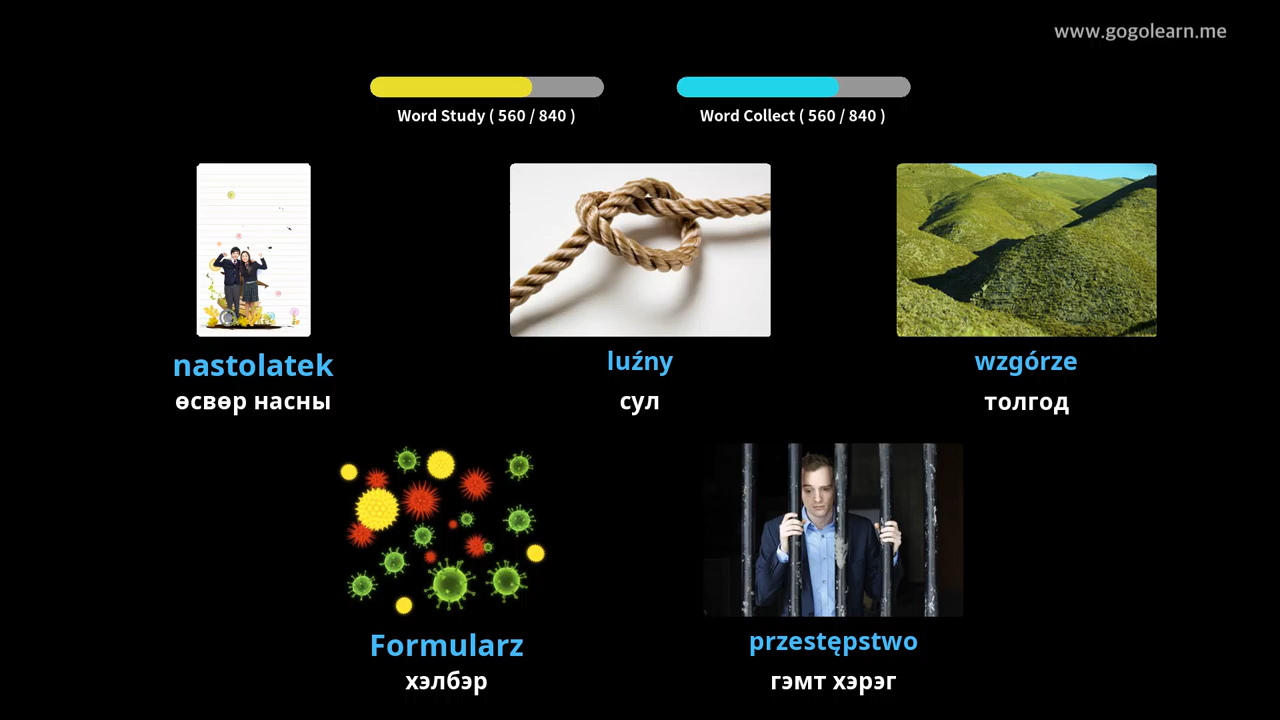 www.gogolearn.me
Word Study ( 560 / 840 )
Word Collect ( 560 / 840 )
nastolatek
өсвөр насны
luźny
сул
wzgórze
толгод
Formularz
хэлбэр
przestępstwo
гэмт хэрэг